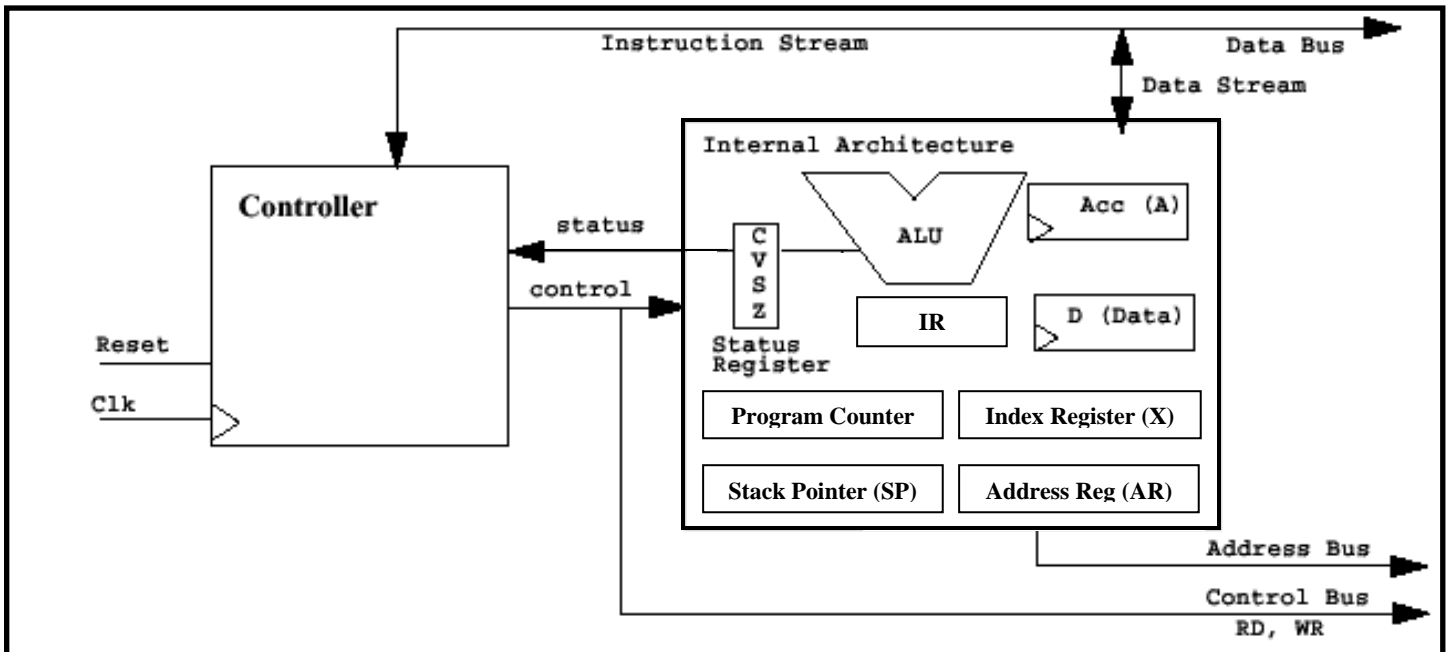 Instruction Stream
Data Bus
Data Stream
Internal Architecture
Controller
Acc (A)
status
C
V
S
Z
ALU
control
IR
D (Data)
Reset
Status
Register
Clk
Program Counter
Index Register (X)
Stack Pointer (SP)
Address Reg (AR)
Address Bus
Control Bus
RD, WR